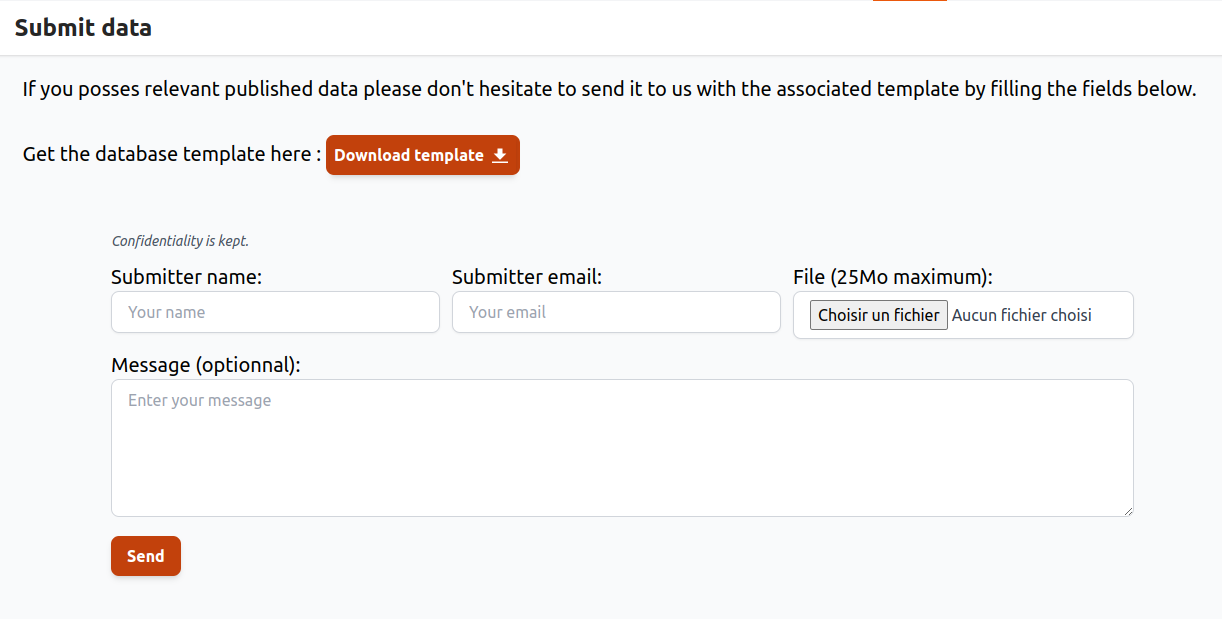 Submit data
If you posses relevant published data please don't hesitate to send it to us with the associated template by filling the fields below.
Get the database template here : Download template
Confidentiality is kept.
Submitter name: Submitter email: File (25Mo maximum):
Your name Your email Choisir un fichier Aucun fichier choisi
Message (optionnal):
Enter your message
Send